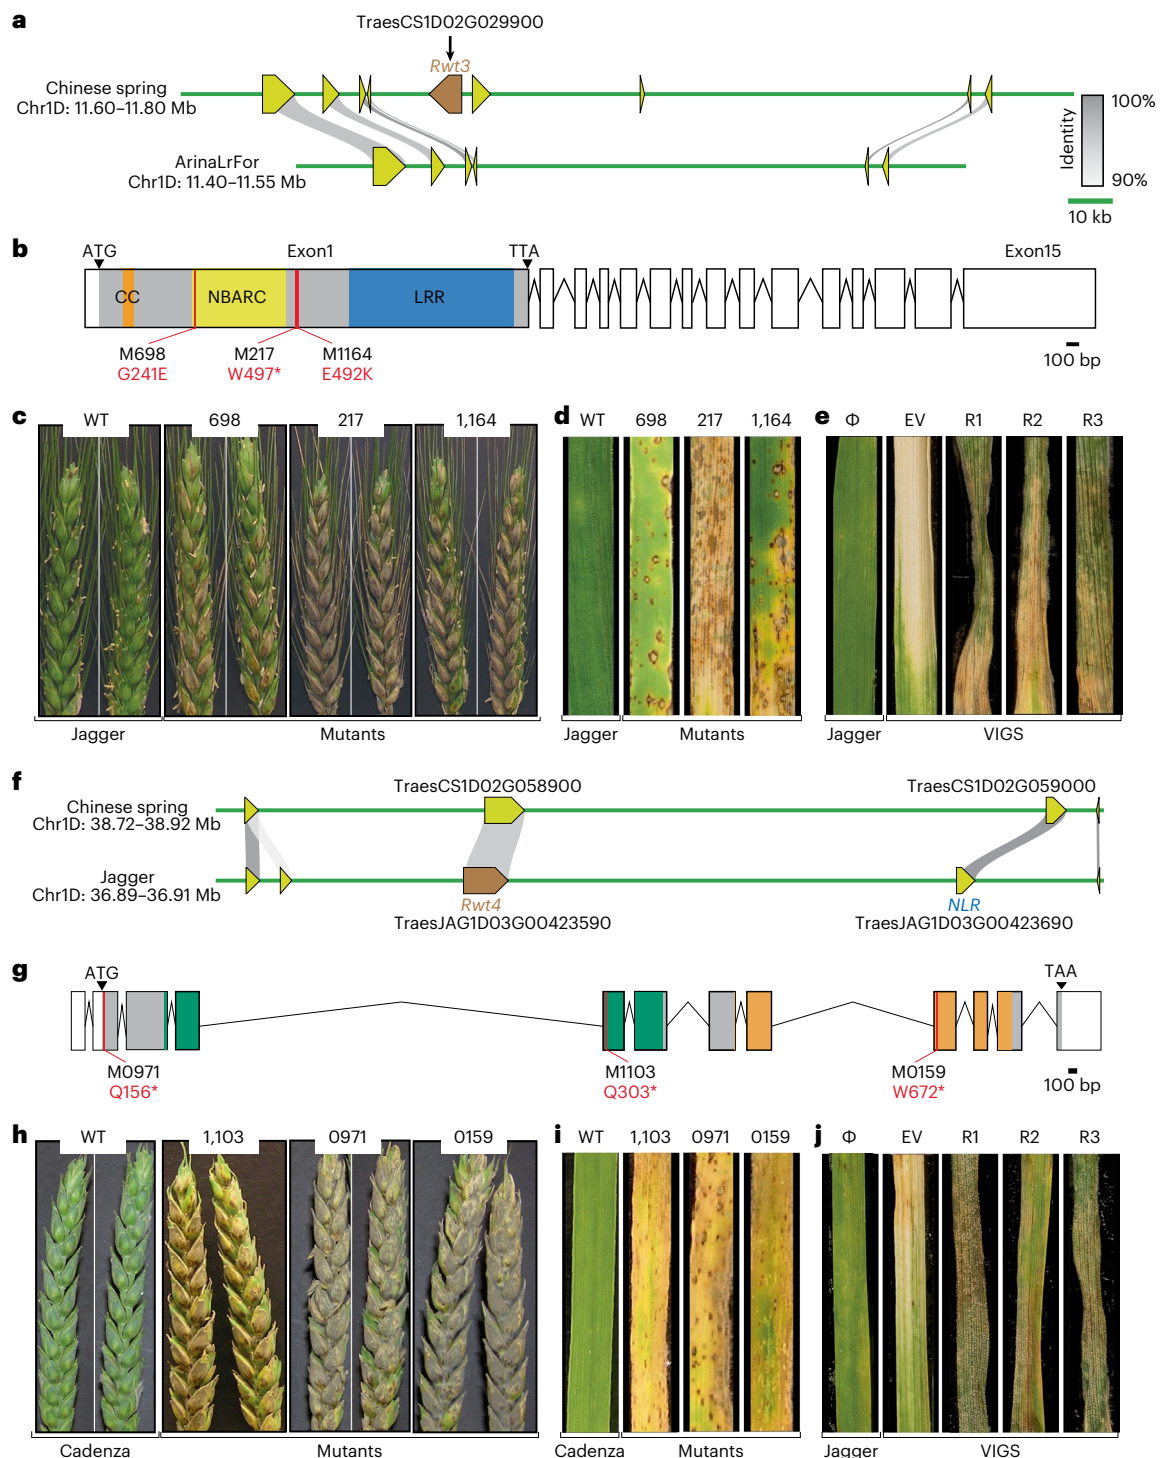 a
TraesCS1D02G029900
Rwt3
Chinese spring
Chr1D: 11.60–11.80 Mb
ArinaLrFor
Chr1D: 11.40–11.55 Mb
Identity
100%
90%
10 kb
b
ATG
Exon1
TTA
Exon15
CC
NBARC
LRR
M698
G241E
M217
W497*
M1164
E492K
100 bp
c
WT
698
217
1,164
Jagger
Mutants
d
WT
698
217
1,164
Jagger
Mutants
e
Φ
EV
R1
R2
R3
Jagger
VIGS
f
TraesCS1D02G058900
TraesCS1D02G059000
Chinese spring
Chr1D: 38.72–38.92 Mb
Jagger
Chr1D: 36.89–36.91 Mb
Rwt4
TraesJAG1D03G00423590
NLR
TraesJAG1D03G00423690
g
ATG
TAA
M0971
Q156*
M1103
Q303*
M0159
W672*
100 bp
h
WT
1,103
0971
0159
Cadenza
Mutants
i
WT
1,103
0971
0159
Cadenza
Mutants
j
Φ
EV
R1
R2
R3
Jagger
VIGS